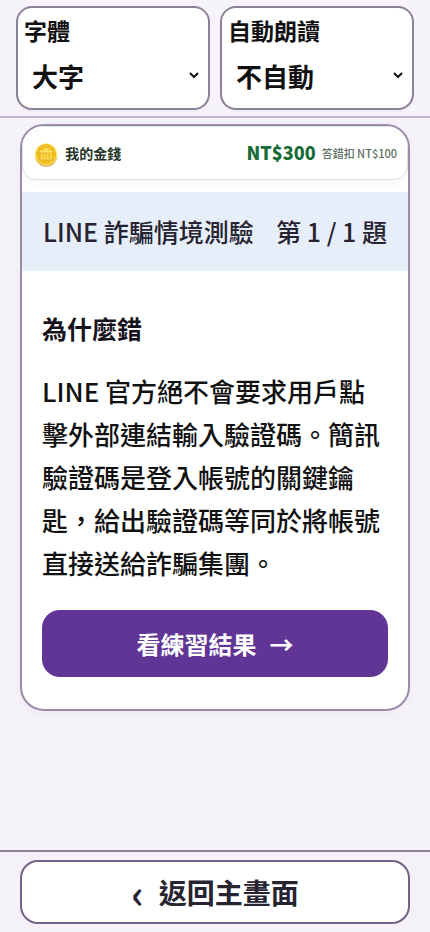 字體
大字
自動朗讀
不自動
我的金錢 NT$300 答錯扣 NT$100
LINE 詐騙情境測驗 第 1 / 1 題
為什麼錯
LINE 官方絕不會要求用戶點
擊外部連結輸入驗證碼。簡訊
驗證碼是登入帳號的關鍵鑰
匙，給出驗證碼等同於將帳號
直接送給詐騙集團。
看練習結果 →
‹ 返回主畫面